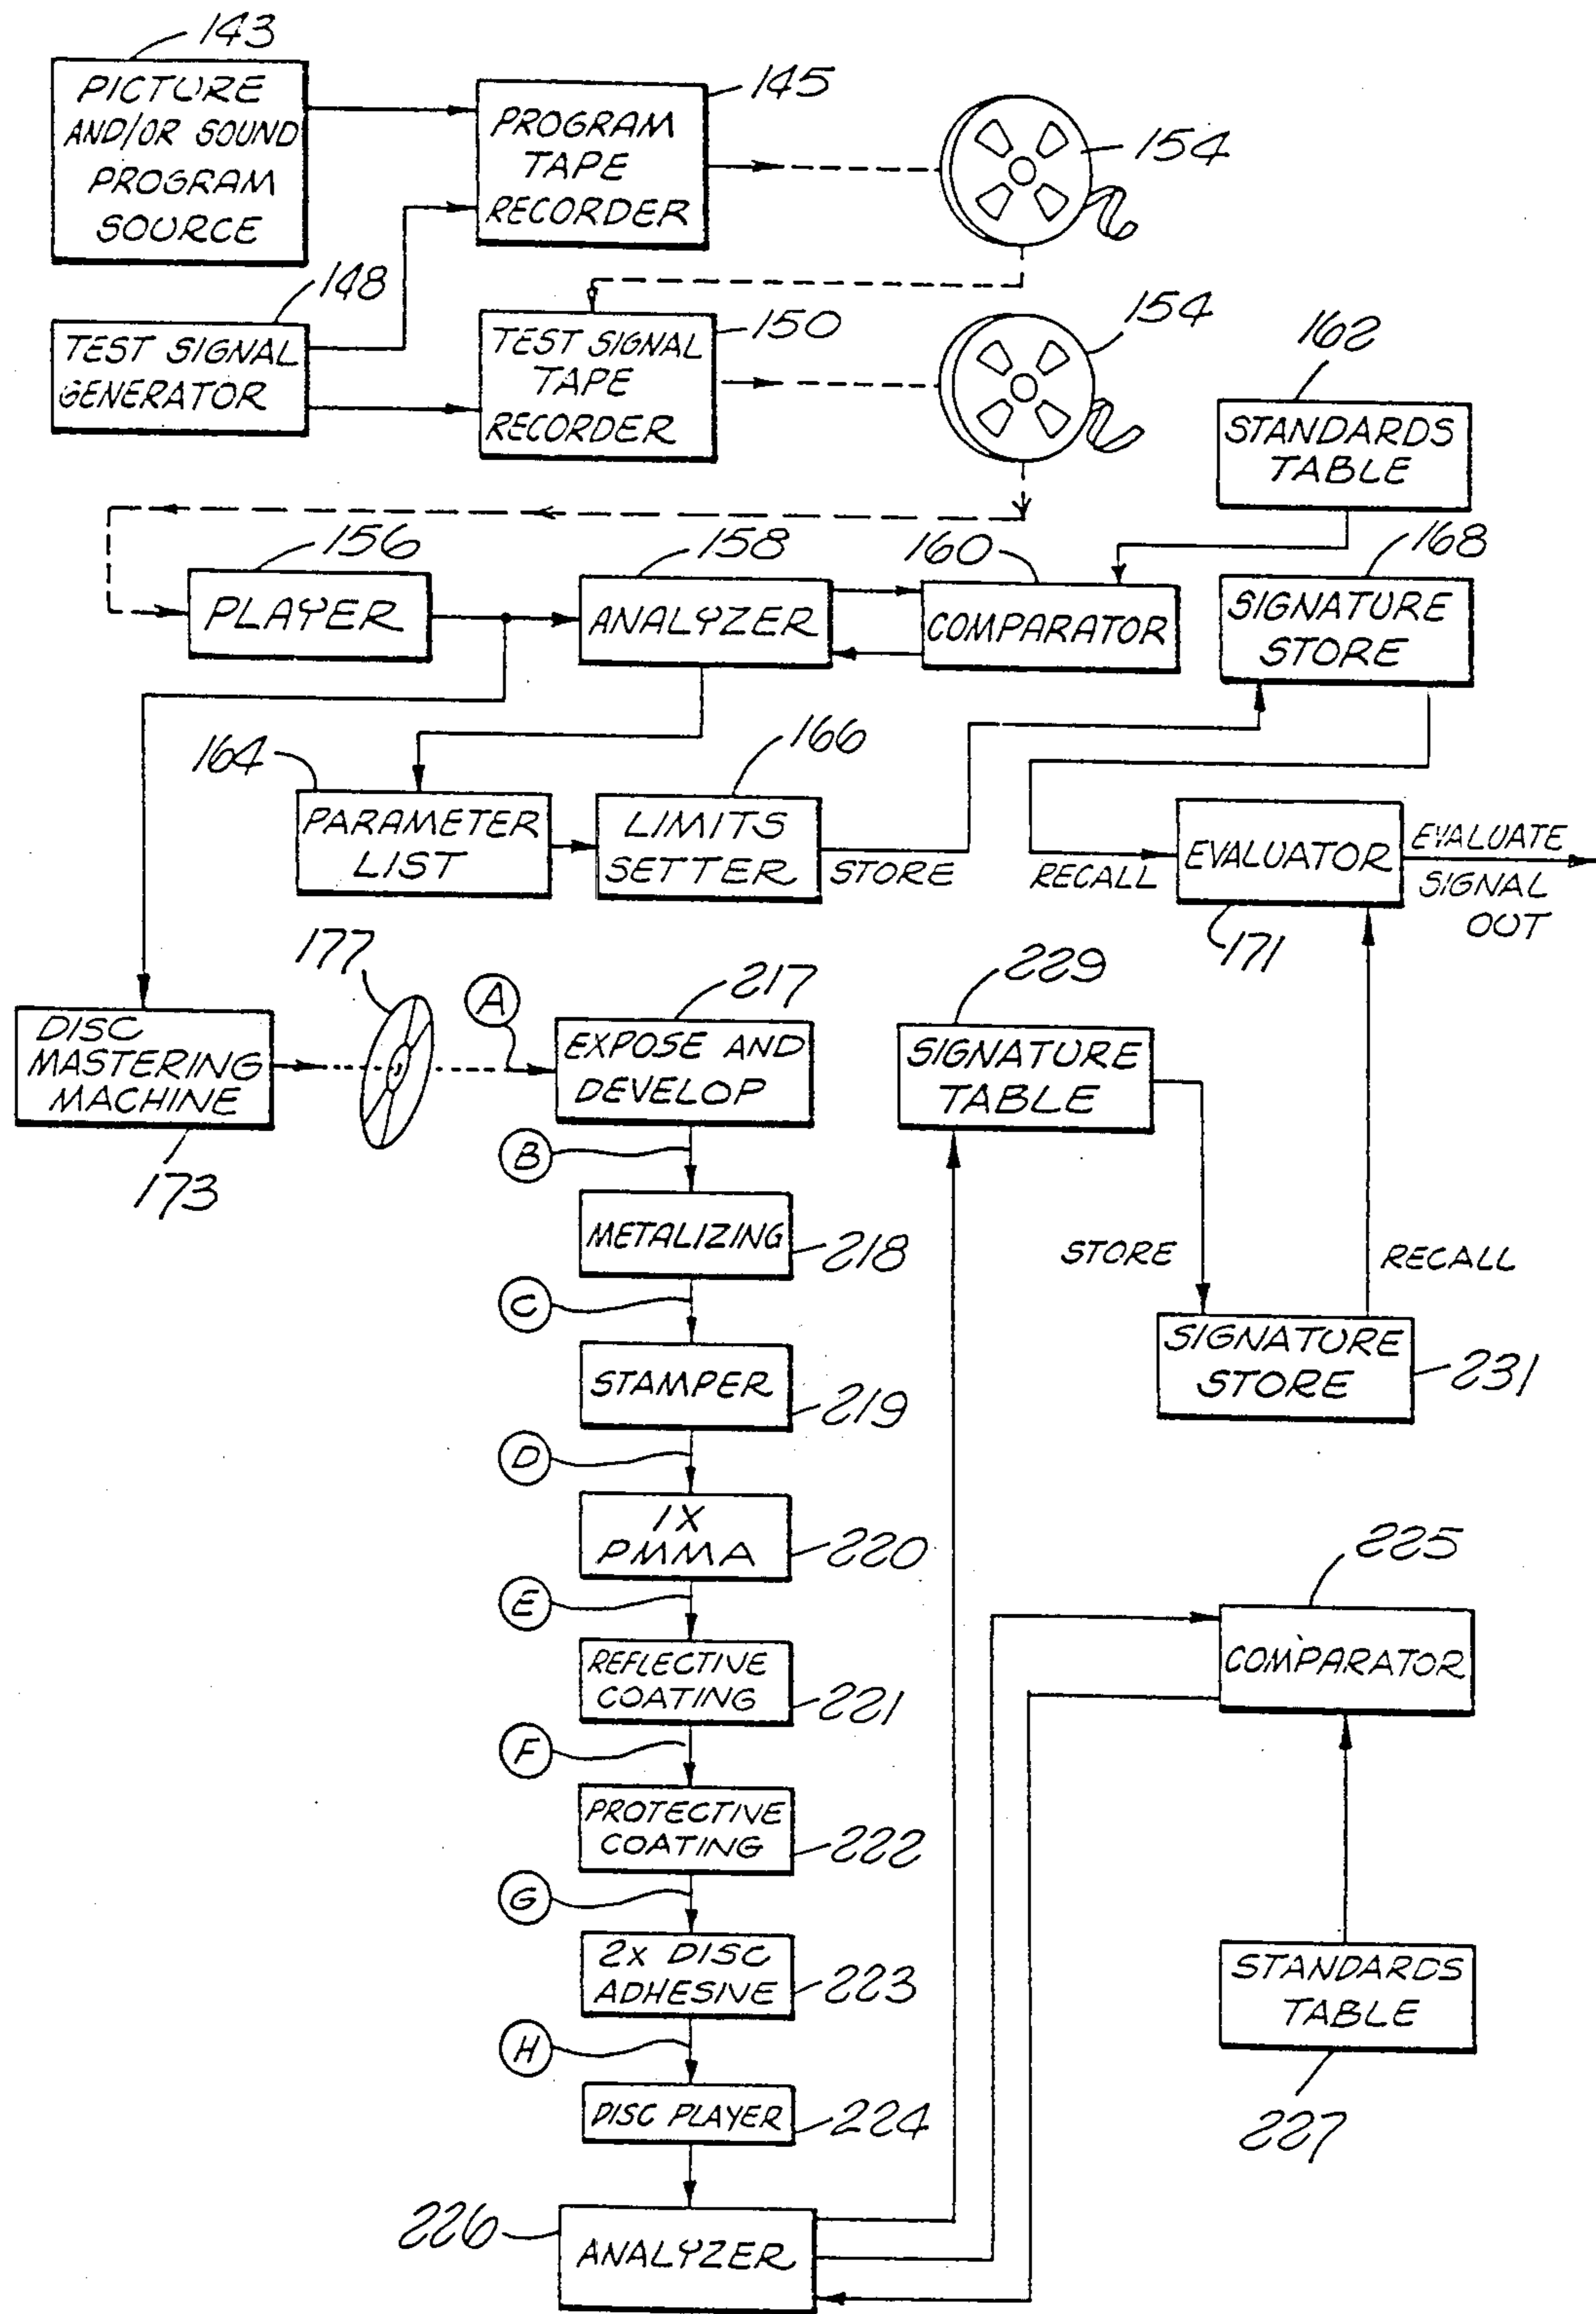 143
PICTURE
AND/OR SOUND
PROGRAM
SOURCE
145
PROGRAM
TAPE
RECORDER
154
148
TEST SIGNAL
GENERATOR
150
TEST SIGNAL
TAPE
RECORDER
154
162
STANDARDS
TABLE
156
PLAYER
158
ANALYZER
160
COMPARATOR
168
SIGNATURE
STORE
164
PARAMETER
LIST
166
LIMITS
SETTER
STORE
RECALL
EVALUATOR
171
EVALUATE
SIGNAL
OUT
DISC
MASTERING
MACHINE
173
177
A
217
EXPOSE AND
DEVELOP
229
SIGNATURE
TABLE
B
METALIZING
218
STORE
RECALL
C
STAMPER
219
SIGNATURE
STORE
231
D
1X
PMMA
220
E
REFLECTIVE
COATING
221
225
COMPARATOR
F
PROTECTIVE
COATING
222
G
2X DISC
ADHESIVE
223
STANDARDS
TABLE
227
H
DISC PLAYER
224
226
ANALYZER